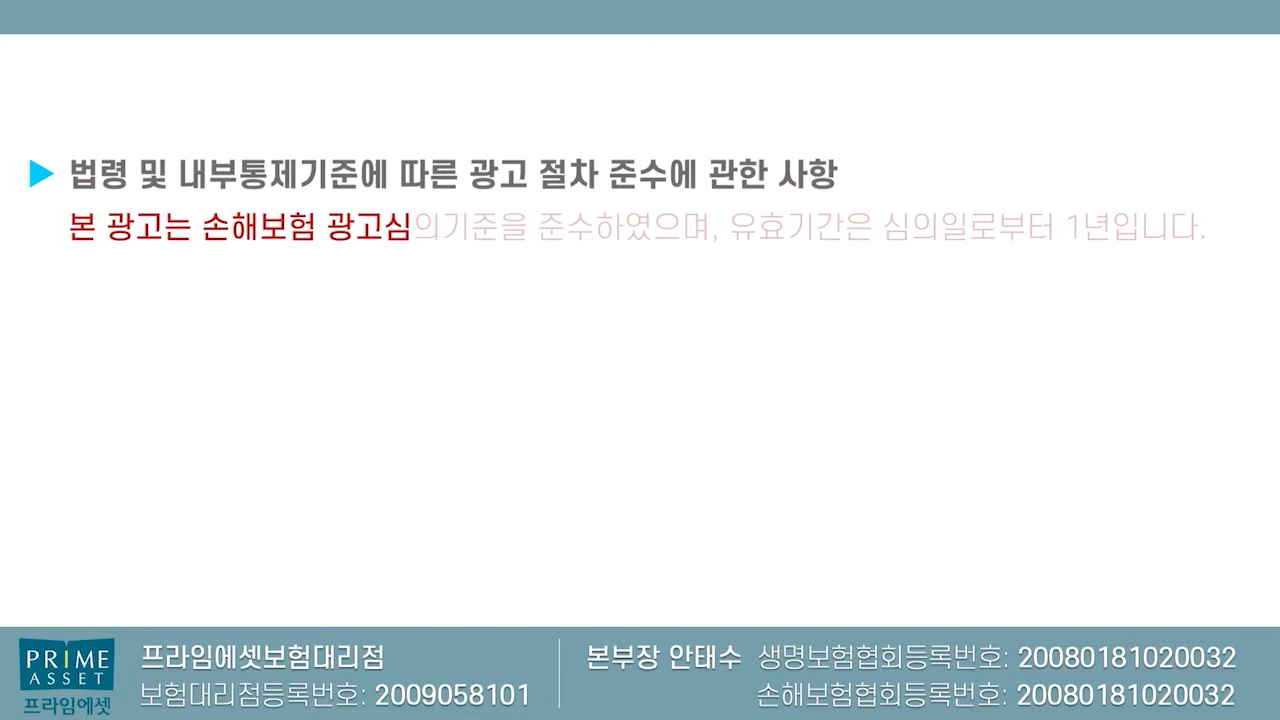 ▶ 법령 및 내부통제기준에 따른 광고 절차 준수에 관한 사항
본 광고는 손해보험 광고심의기준을 준수하였으며, 유효기간은 심의일로부터 1년입니다.
PRIME
ASSET
프라임에셋
프라임에셋보험대리점
보험대리점등록번호: 2009058101
본부장 안태수 생명보험협회등록번호: 20080181020032
손해보험협회등록번호: 20080181020032